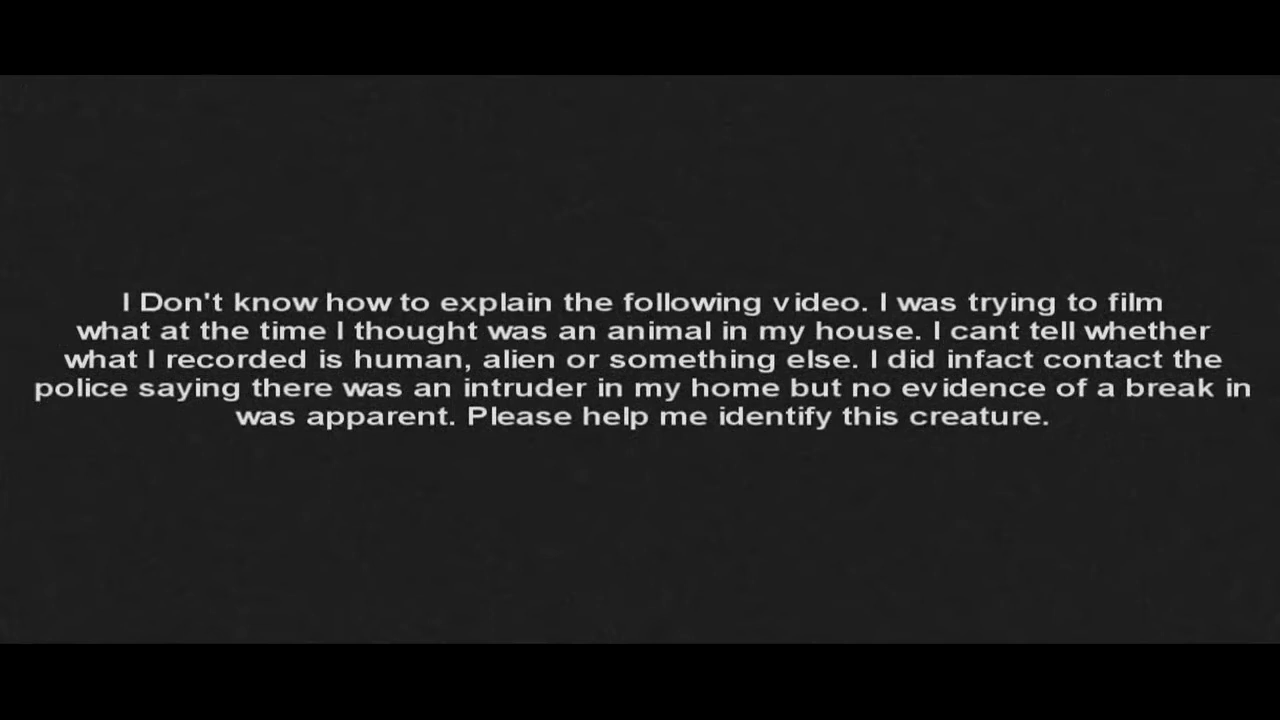 I Don't know how to explain the following video. I was trying to film
what at the time I thought was an animal in my house. I cant tell whether
what I recorded is human, alien or something else. I did infact contact the
police saying there was an intruder in my home but no evidence of a break in
was apparent. Please help me identify this creature.